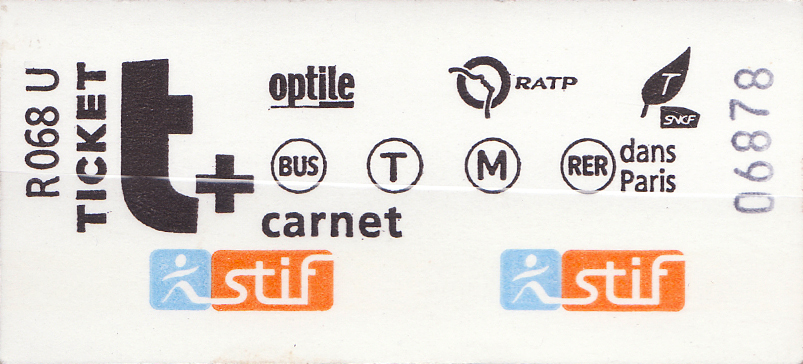 R 068 U
TICKET
t+
carnet
optile
RATP
T
SNCF
BUS
T
M
RER
dans
Paris
stif
stif
06878